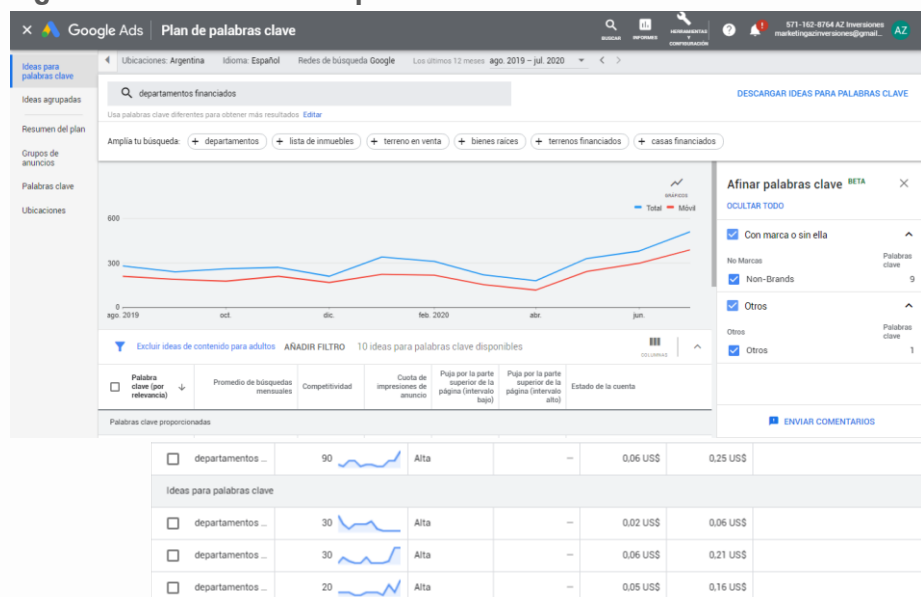 Google Ads Plan de palabras clave
BUSCAR
INFORMES
HERRAMIENTAS
Y
CONFIGURACIÓN
571-162-8764 AZ Inversiones
marketingazinversiones@gmail...
AZ
Ideas para
palabras clave
Ideas agrupadas
Resumen del plan
Grupos de
anuncios
Palabras clave
Ubicaciones
Ubicaciones: Argentina Idioma: Español Redes de búsqueda Google Los últimos 12 meses ago. 2019 – jul. 2020
departamentos financiados
DESCARGAR IDEAS PARA PALABRAS CLAVE
Usa palabras clave diferentes para obtener más resultados Editar
Amplía tu búsqueda: + departamentos + lista de inmuebles + terreno en venta + bienes raíces + terrenos financiados + casas financiados
GRÁFICOS
Total Móvil
600
300
0
ago. 2019 oct. dic. feb. 2020 abr. jun.
Afinar palabras clave BETA
OCULTAR TODO
Con marca o sin ella
No Marcas
Palabras
clave
Non-Brands 9
Otros
Otros
Palabras
clave
Otros 1
ENVIAR COMENTARIOS
Excluir ideas de contenido para adultos AÑADIR FILTRO 10 ideas para palabras clave disponibles
COLUMNAS
Palabra
clave (por
relevancia)
Promedio de búsquedas
mensuales
Competitividad
Cuota de
impresiones de
anuncio
Puja por la parte
superior de la
página (intervalo
bajo)
Puja por la parte
superior de la
página (intervalo
alto)
Estado de la cuenta
Palabras clave proporcionadas
departamentos ... 90 Alta – 0,06 US$ 0,25 US$
Ideas para palabras clave
departamentos ... 30 Alta – 0,02 US$ 0,06 US$
departamentos ... 30 Alta – 0,06 US$ 0,21 US$
departamentos ... 20 Alta – 0,05 US$ 0,16 US$